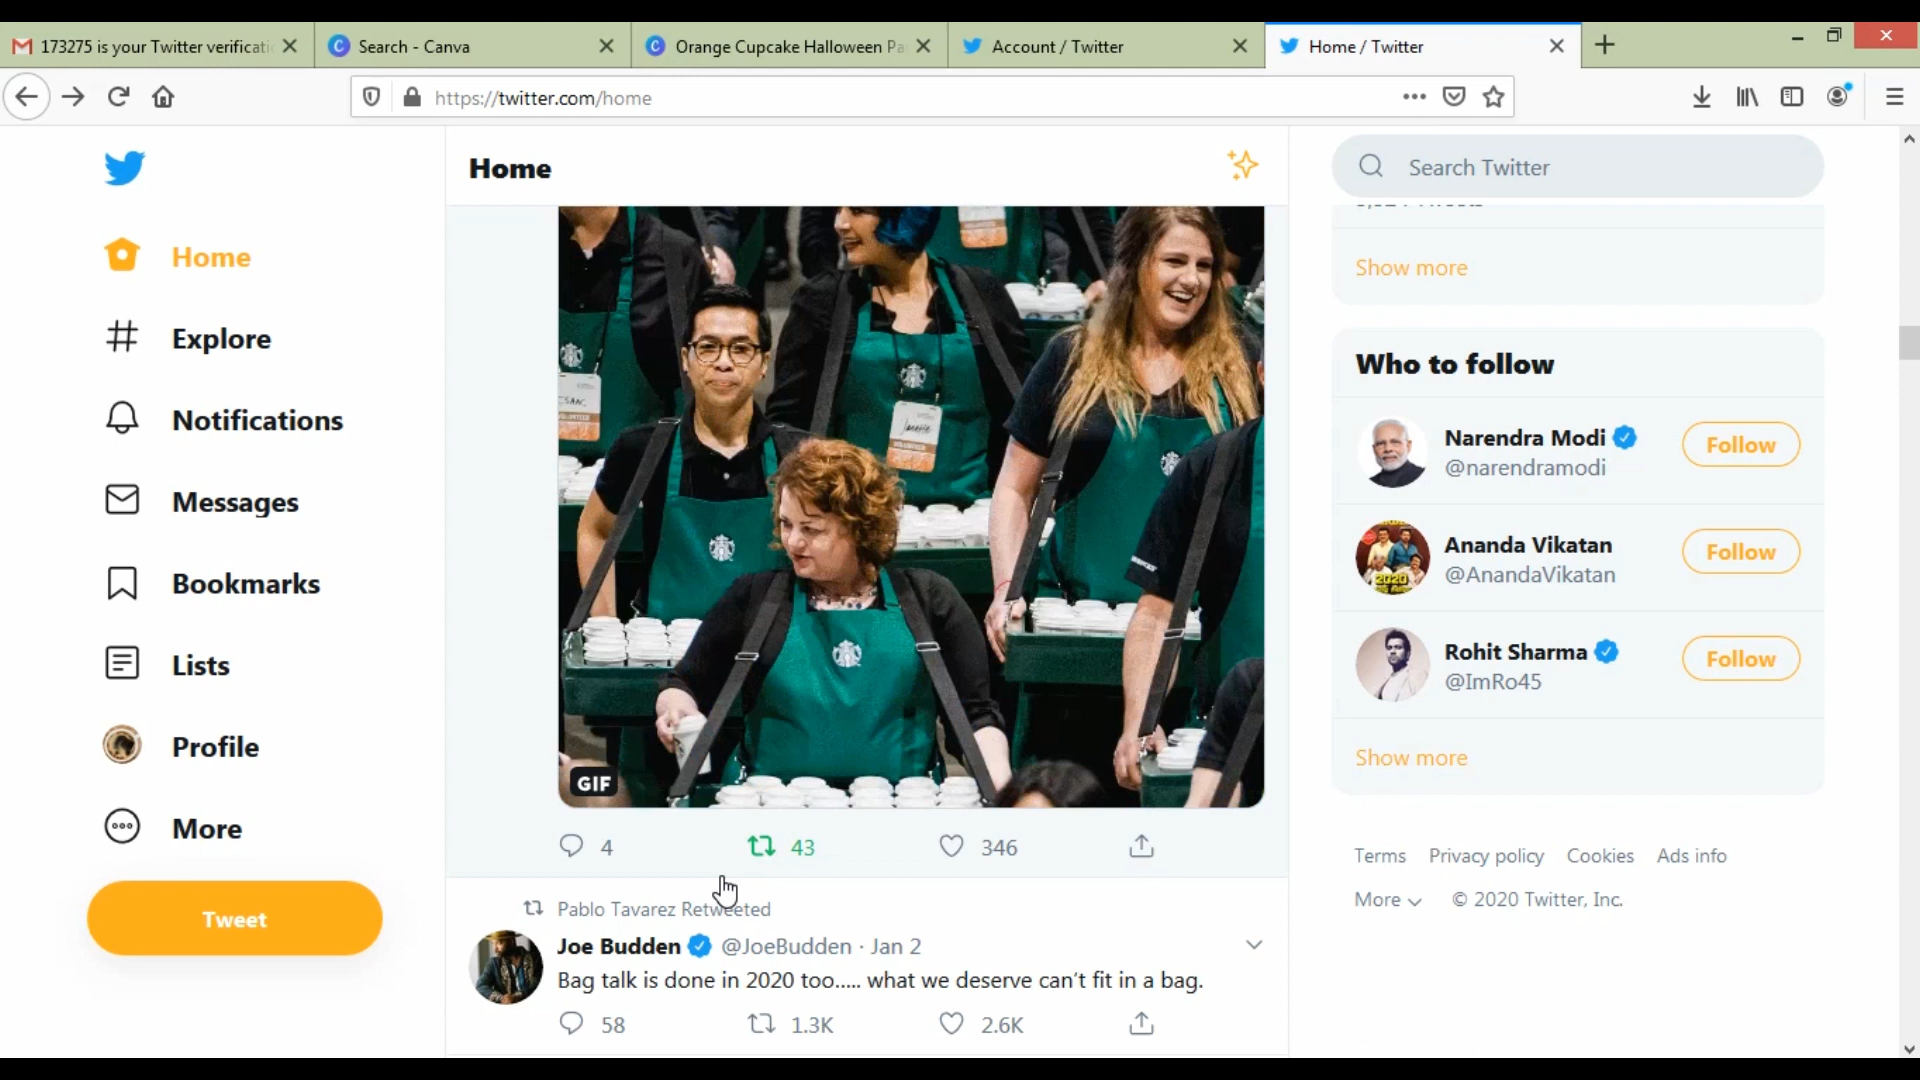 173275 is your Twitter verificati
Search - Canva
Orange Cupcake Halloween Pa
Account / Twitter
Home / Twitter
https://twitter.com/home
Home
Explore
Notifications
Messages
Bookmarks
Lists
Profile
More
Tweet
Home
GIF
4
43
346
Pablo Tavarez Retweeted
Joe Budden @JoeBudden · Jan 2
Bag talk is done in 2020 too..... what we deserve can't fit in a bag.
58
1.3K
2.6K
Search Twitter
Show more
Who to follow
Narendra Modi
@narendramodi
Follow
Ananda Vikatan
@AnandaVikatan
Follow
2020
Rohit Sharma
@ImRo45
Follow
Show more
Terms Privacy policy Cookies Ads info
More © 2020 Twitter, Inc.